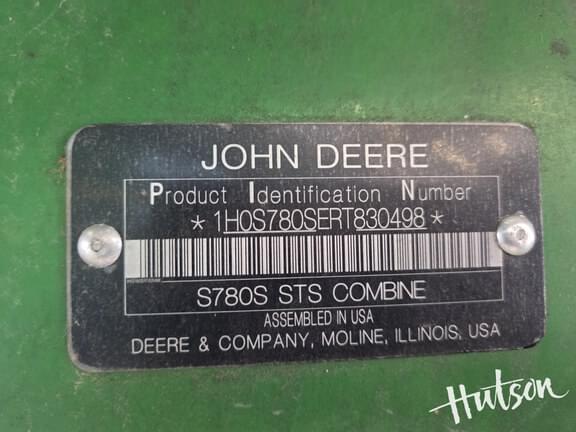 JOHN DEERE
Product Identification Number
* 1H0S780SERT830498 *
S780S STS COMBINE
ASSEMBLED IN USA
DEERE & COMPANY, MOLINE, ILLINOIS, USA
Hutson